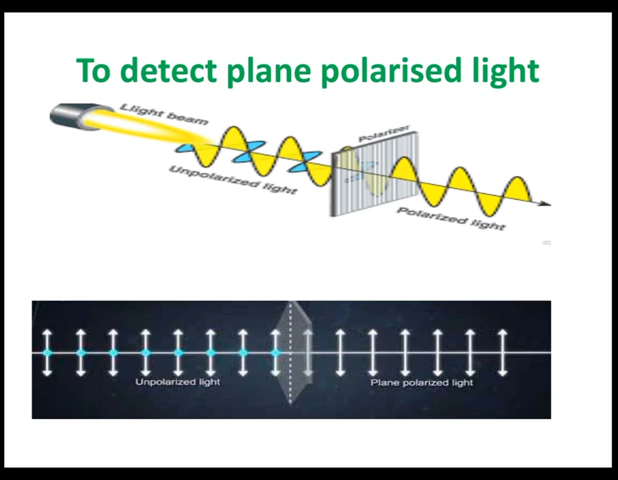 To detect plane polarised light
Llight beam
Polarizer
Unpolarized light
Polarized light
Unpolarized light
Plane polarized light